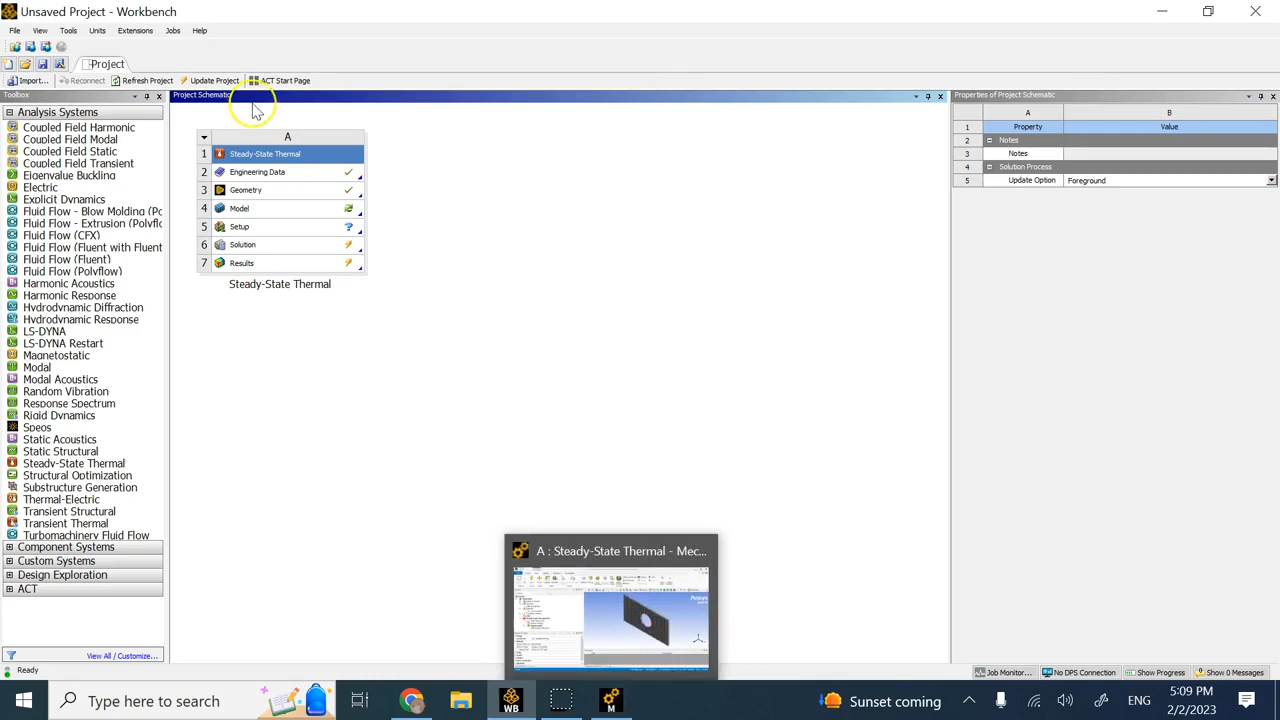 Unsaved Project - Workbench
File View Tools Units Extensions Jobs Help
Project
Import... Reconnect Refresh Project Update Project ACT Start Page
Toolbox
Project Schematic
Properties of Project Schematic
Analysis Systems
Coupled Field Harmonic
Coupled Field Modal
Coupled Field Static
Coupled Field Transient
Eigenvalue Buckling
Electric
Explicit Dynamics
Fluid Flow - Blow Molding (Po
Fluid Flow - Extrusion (Polyflo
Fluid Flow (CFX)
Fluid Flow (Fluent with Fluent
Fluid Flow (Fluent)
Fluid Flow (Polyflow)
Harmonic Acoustics
Harmonic Response
Hydrodynamic Diffraction
Hydrodynamic Response
LS-DYNA
LS-DYNA Restart
Magnetostatic
Modal
Modal Acoustics
Random Vibration
Response Spectrum
Rigid Dynamics
Speos
Static Acoustics
Static Structural
Steady-State Thermal
Structural Optimization
Substructure Generation
Thermal-Electric
Transient Structural
Transient Thermal
Turbomachinery Fluid Flow
Component Systems
Custom Systems
Design Exploration
ACT
View All / Customize...
A
1 Steady-State Thermal
2 Engineering Data
3 Geometry
4 Model
5 Setup
6 Solution
7 Results
Steady-State Thermal
A B
1 Property Value
2 Notes
3 Notes
4 Solution Process
5 Update Option Foreground
A : Steady-State Thermal - Mec...
Ansys
Ready
Job Monitor... No DPS Connection Show Progress Show 0 Messages
Type here to search
WB
M
Sunset coming
ENG
5:09 PM
2/2/2023